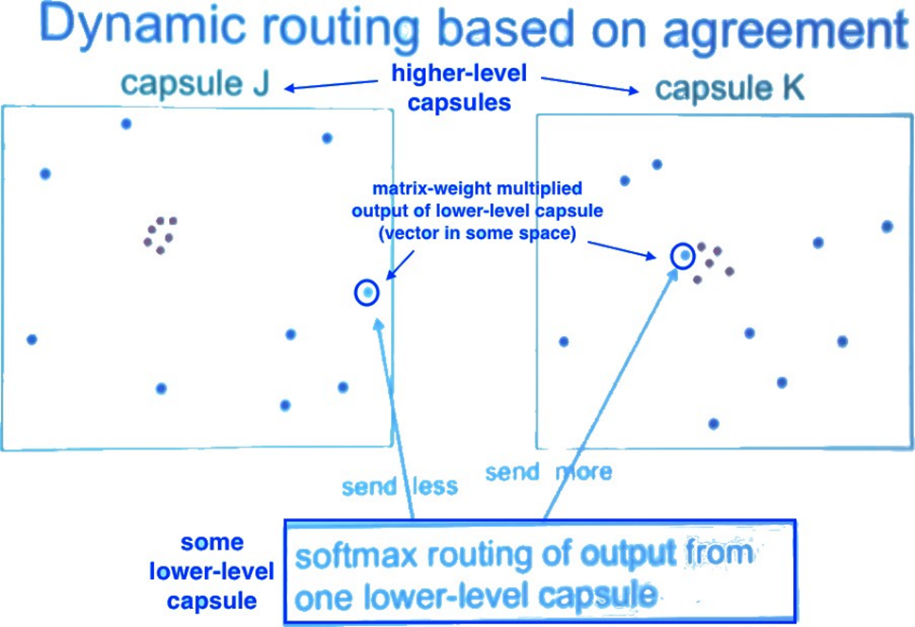 Dynamic routing based on agreement
capsule J
higher-level
capsules
capsule K
matrix-weight multiplied
output of lower-level capsule
(vector in some space)
send less
send more
some
lower-level
capsule
softmax routing of output from
one lower-level capsule